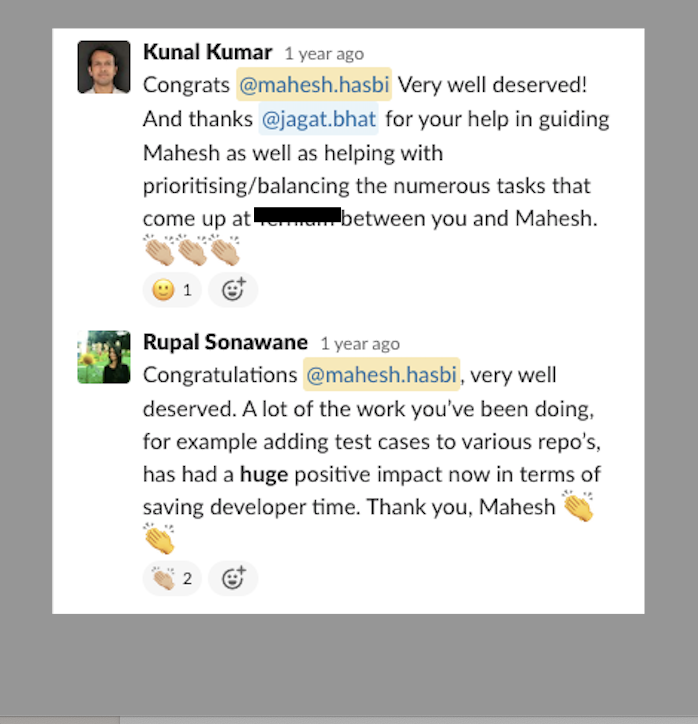 Kunal Kumar 1 year ago
Congrats @mahesh.hasbi Very well deserved!
And thanks @jagat.bhat for your help in guiding
Mahesh as well as helping with
prioritising/balancing the numerous tasks that
come up at between you and Mahesh.
👏🏼👏🏼👏🏼
🙂 1
Rupal Sonawane 1 year ago
Congratulations @mahesh.hasbi, very well
deserved. A lot of the work you’ve been doing,
for example adding test cases to various repo’s,
has had a huge positive impact now in terms of
saving developer time. Thank you, Mahesh 👏
👏
👏🏼 2